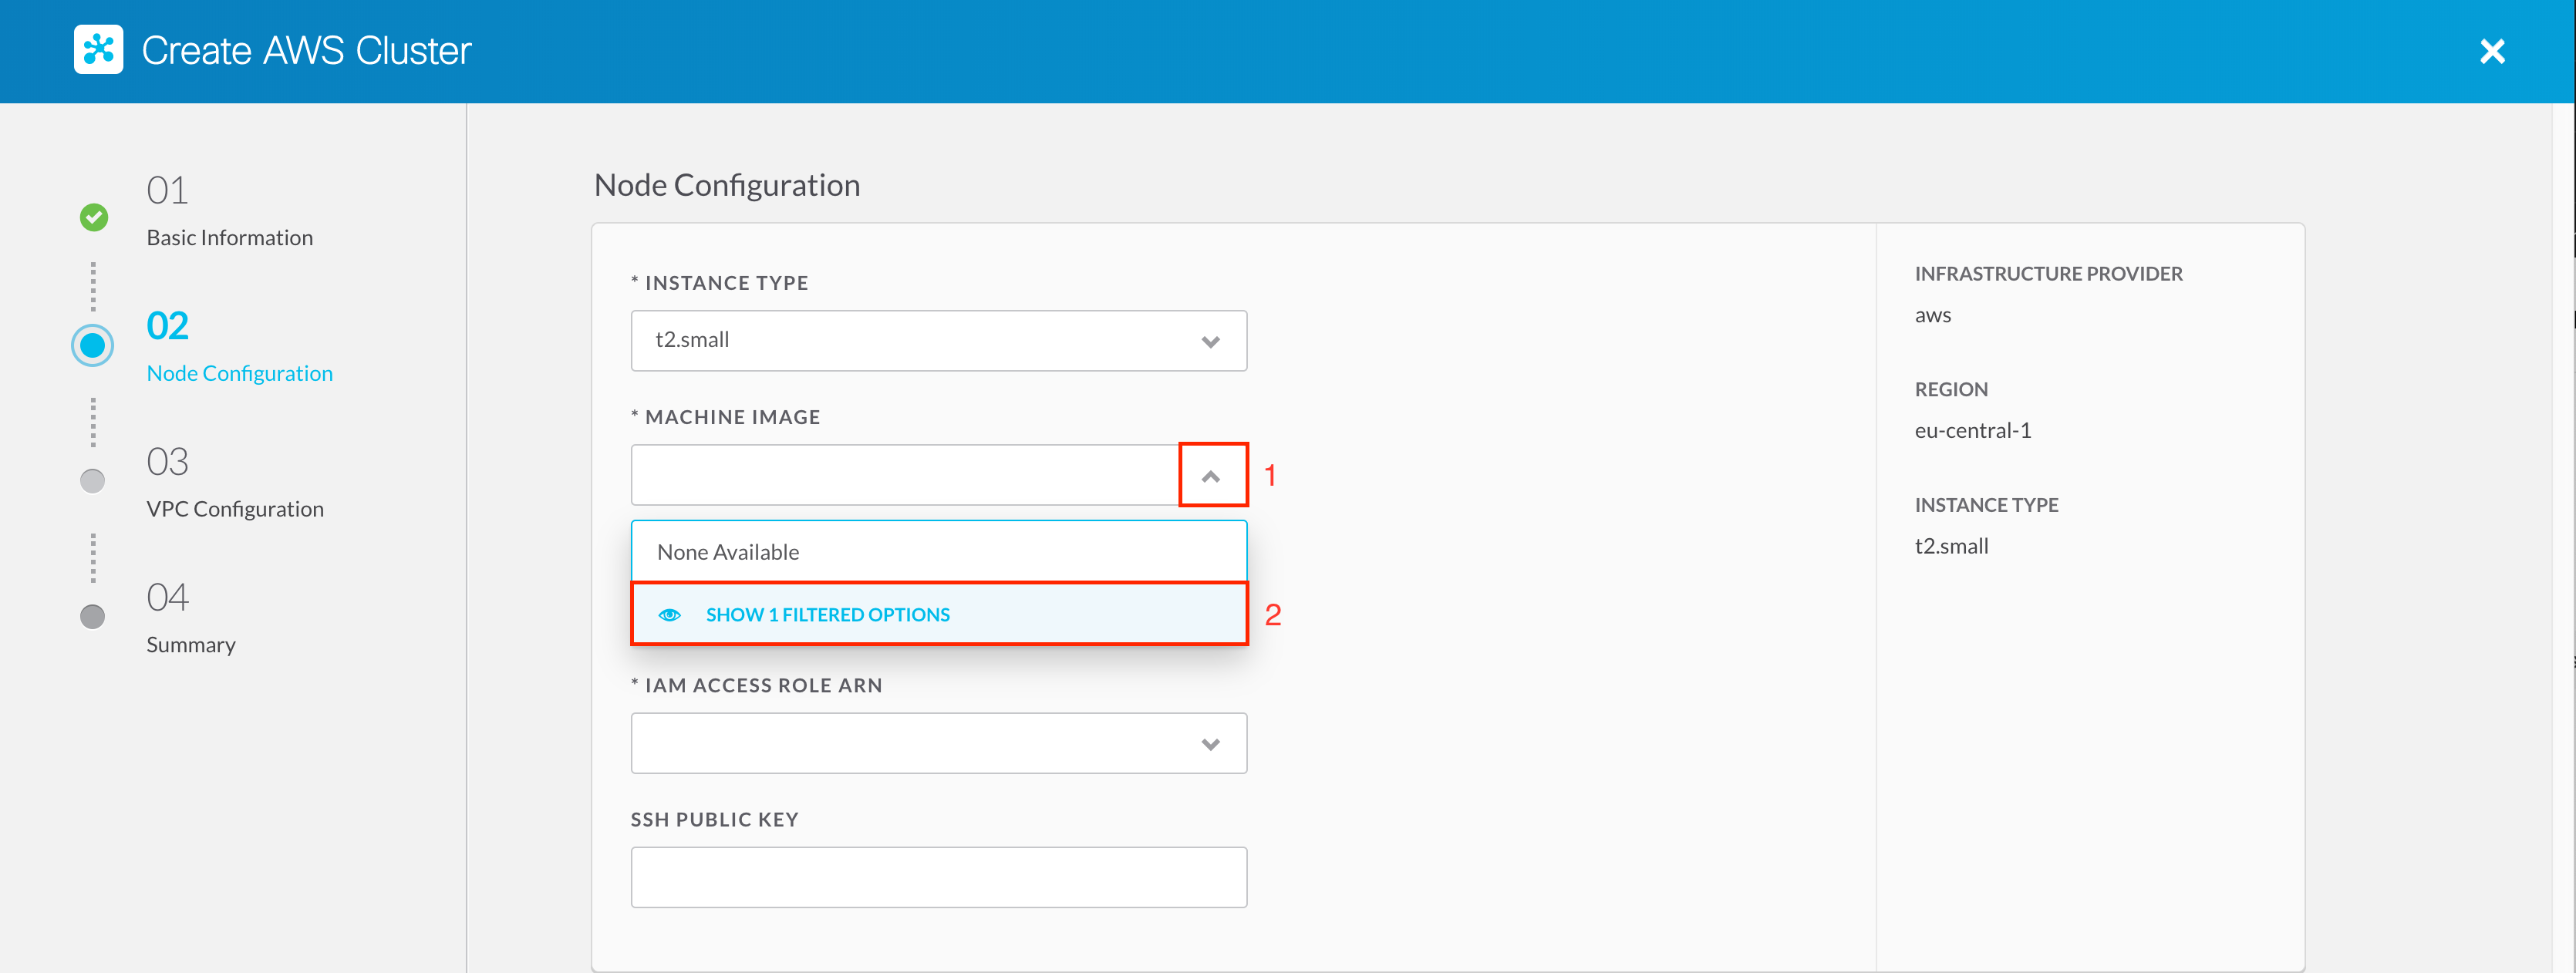 Create AWS Cluster
01
Basic Information
02
Node Configuration
03
VPC Configuration
04
Summary
Node Configuration
* INSTANCE TYPE
t2.small
* MACHINE IMAGE
1
None Available
SHOW 1 FILTERED OPTIONS
2
* IAM ACCESS ROLE ARN
SSH PUBLIC KEY
INFRASTRUCTURE PROVIDER
aws
REGION
eu-central-1
INSTANCE TYPE
t2.small